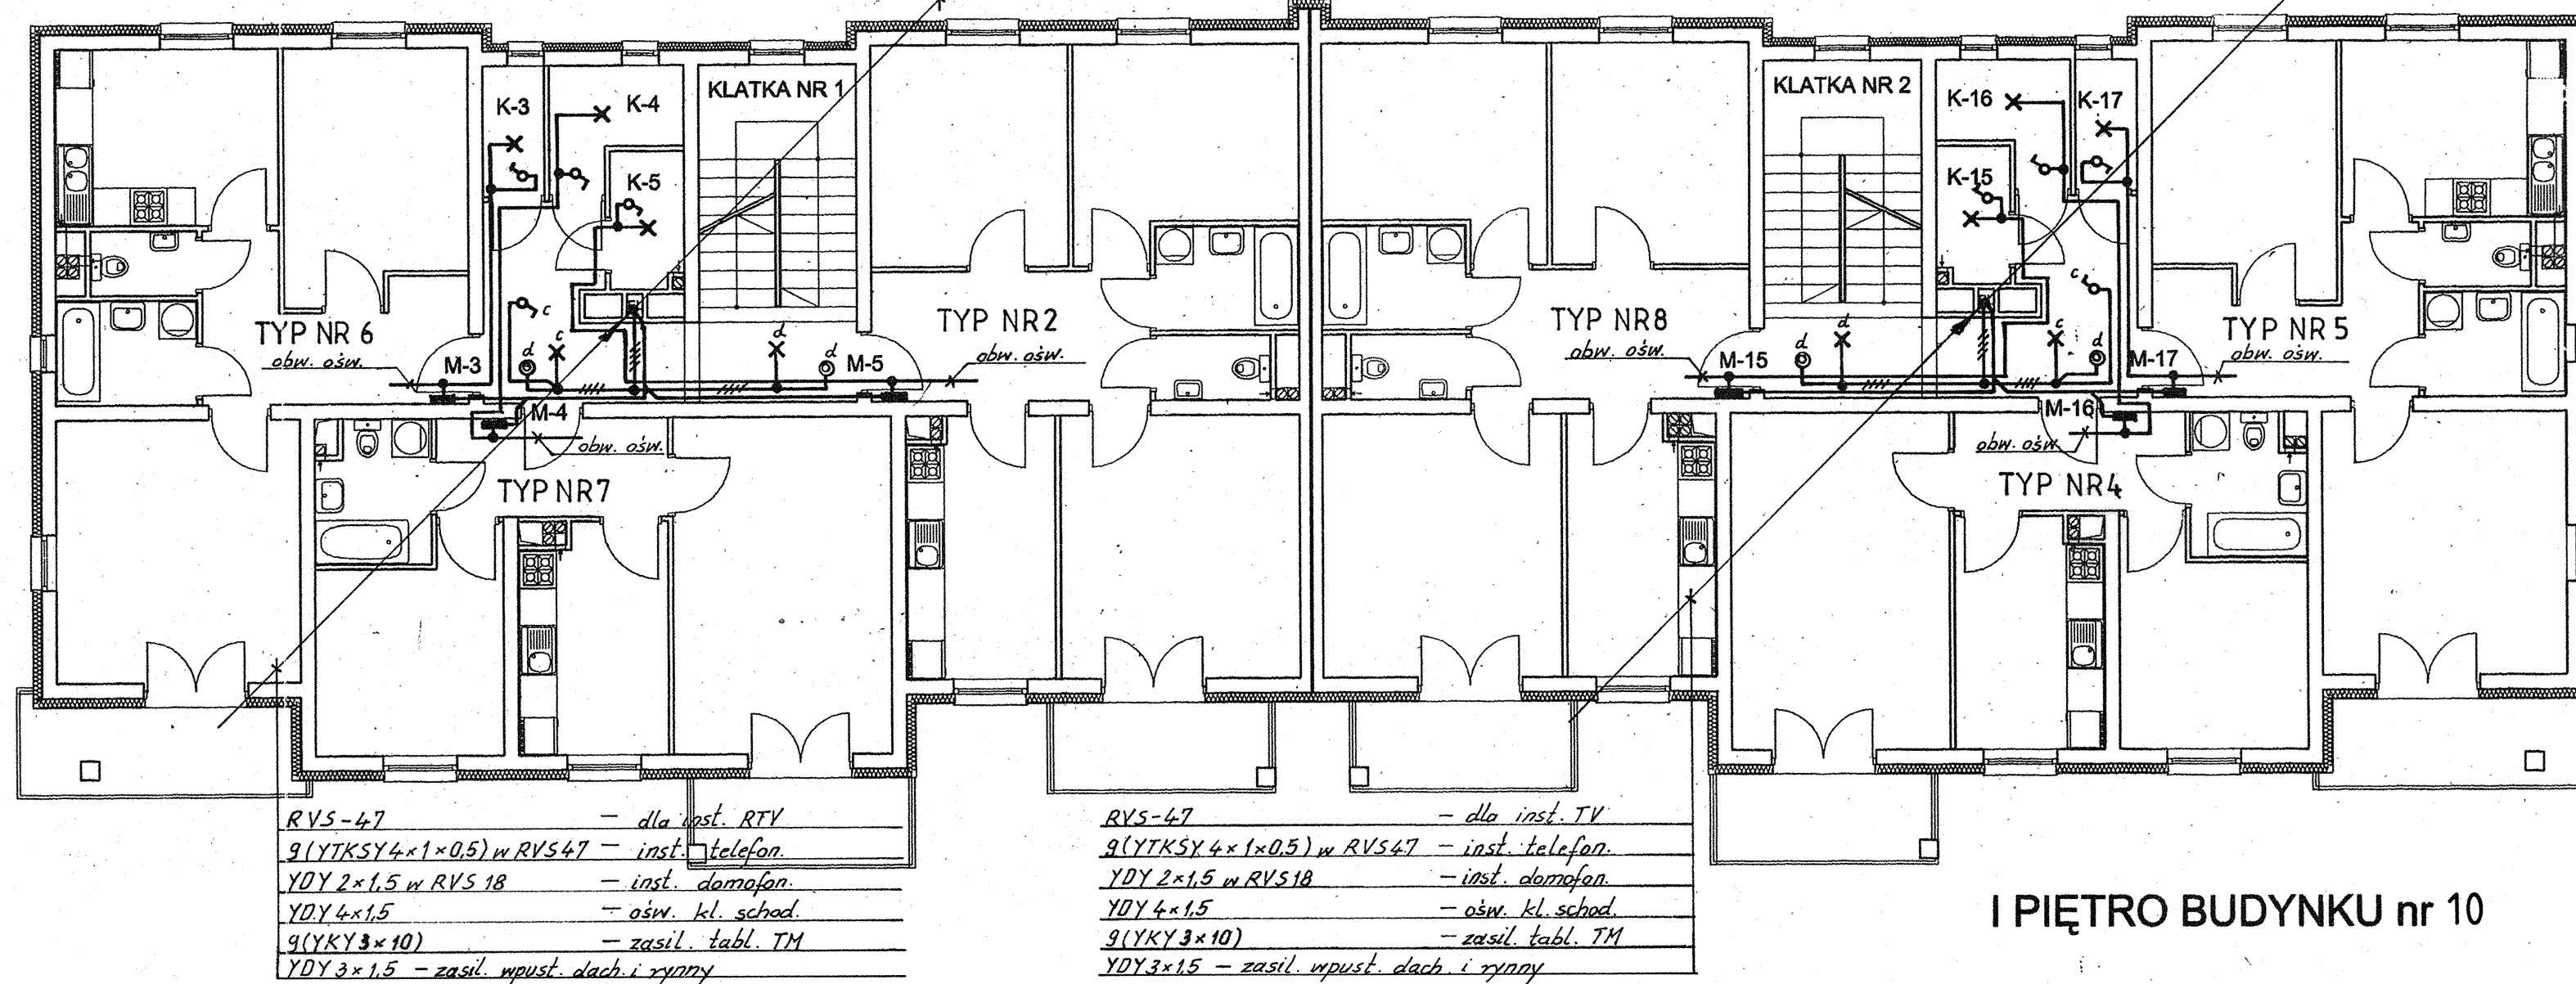 K-3
K-4
KLATKA NR 1
K-5
c
d
c
d
d
TYP NR 6
obw. ośw.
M-3
M-4
obw. ośw.
M-5
TYP NR2
obw. ośw.
TYP NR7
KLATKA NR 2
K-16
K-17
K-15
c
d
d
c
d
TYP NR8
obw. ośw.
M-15
M-17
M-16
obw. ośw.
TYP NR 5
obw. ośw.
TYP NR4
RVS-47 – dla inst. RTV
9(YTKSY4×1×0,5) w RVS47 – inst. telefon.
YDY 2×1,5 w RVS 18 – inst. domofon.
YDY 4×1,5 – ośw. kl. schod.
9(YKY 3×10) – zasil. tabl. TM
YDY 3×1,5 – zasil. wpust. dach. i rynny
RVS-47 – dla inst. TV
9(YTKSY 4×1×0,5) w RVS47 – inst. telefon.
YDY 2×1,5 w RVS18 – inst. domofon.
YDY 4×1,5 – ośw. kl. schod.
9(YKY 3×10) – zasil. tabl. TM
YDY 3×1,5 – zasil. wpust. dach. i rynny
I PIĘTRO BUDYNKU nr 10